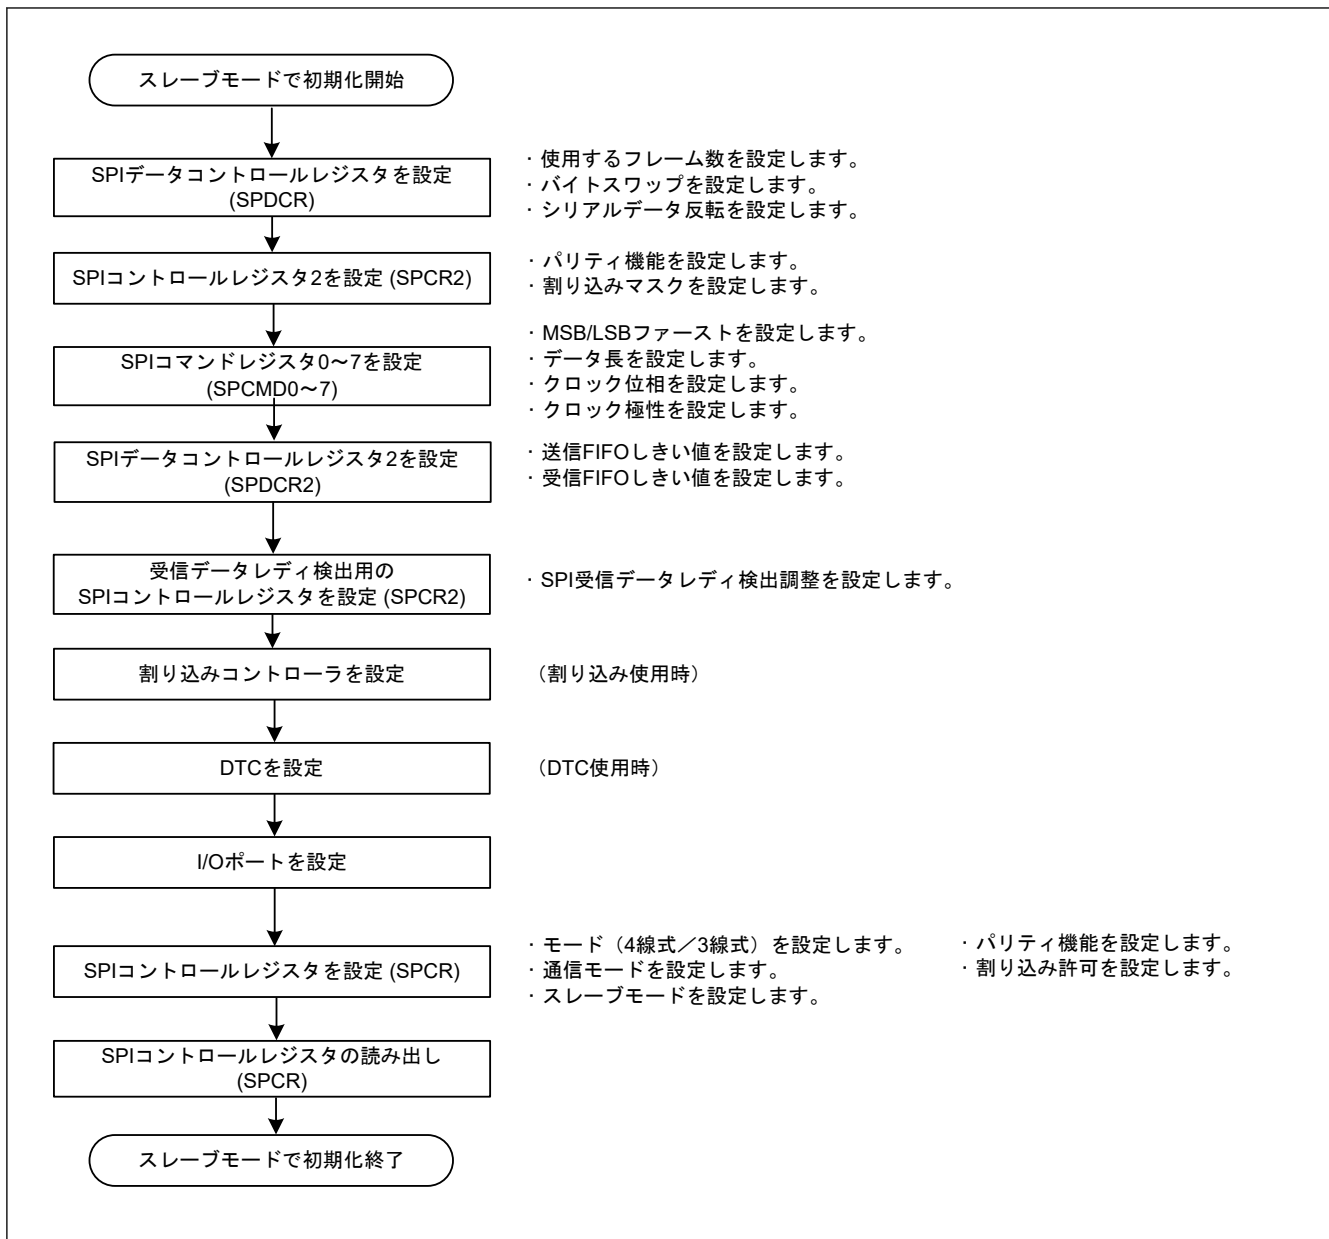 スレーブモードで初期化開始
SPIデータコントロールレジスタを設定
(SPDCR)
・使用するフレーム数を設定します。
・バイトスワップを設定します。
・シリアルデータ反転を設定します。
SPIコントロールレジスタ2を設定 (SPCR2)
・パリティ機能を設定します。
・割り込みマスクを設定します。
SPIコマンドレジスタ0～7を設定
(SPCMD0～7)
・MSB/LSBファーストを設定します。
・データ長を設定します。
・クロック位相を設定します。
・クロック極性を設定します。
SPIデータコントロールレジスタ2を設定
(SPDCR2)
・送信FIFOしきい値を設定します。
・受信FIFOしきい値を設定します。
受信データレディ検出用の
SPIコントロールレジスタを設定 (SPCR2)
・SPI受信データレディ検出調整を設定します。
割り込みコントローラを設定
（割り込み使用時）
DTCを設定
（DTC使用時）
I/Oポートを設定
SPIコントロールレジスタを設定 (SPCR)
・モード（4線式／3線式）を設定します。
・通信モードを設定します。
・スレーブモードを設定します。
・パリティ機能を設定します。
・割り込み許可を設定します。
SPIコントロールレジスタの読み出し
(SPCR)
スレーブモードで初期化終了